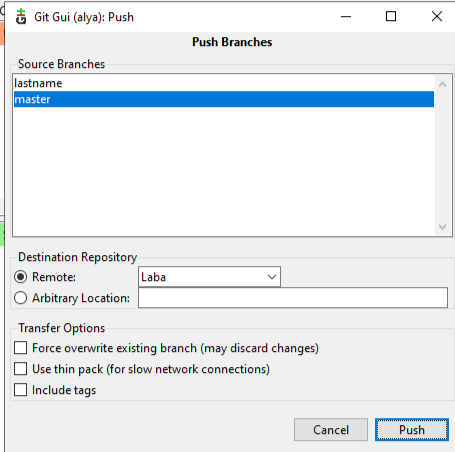 Git Gui (alya): Push
Push Branches
Source Branches
lastname
master
Destination Repository
Remote: Laba
Arbitrary Location:
Transfer Options
Force overwrite existing branch (may discard changes)
Use thin pack (for slow network connections)
Include tags
Cancel Push